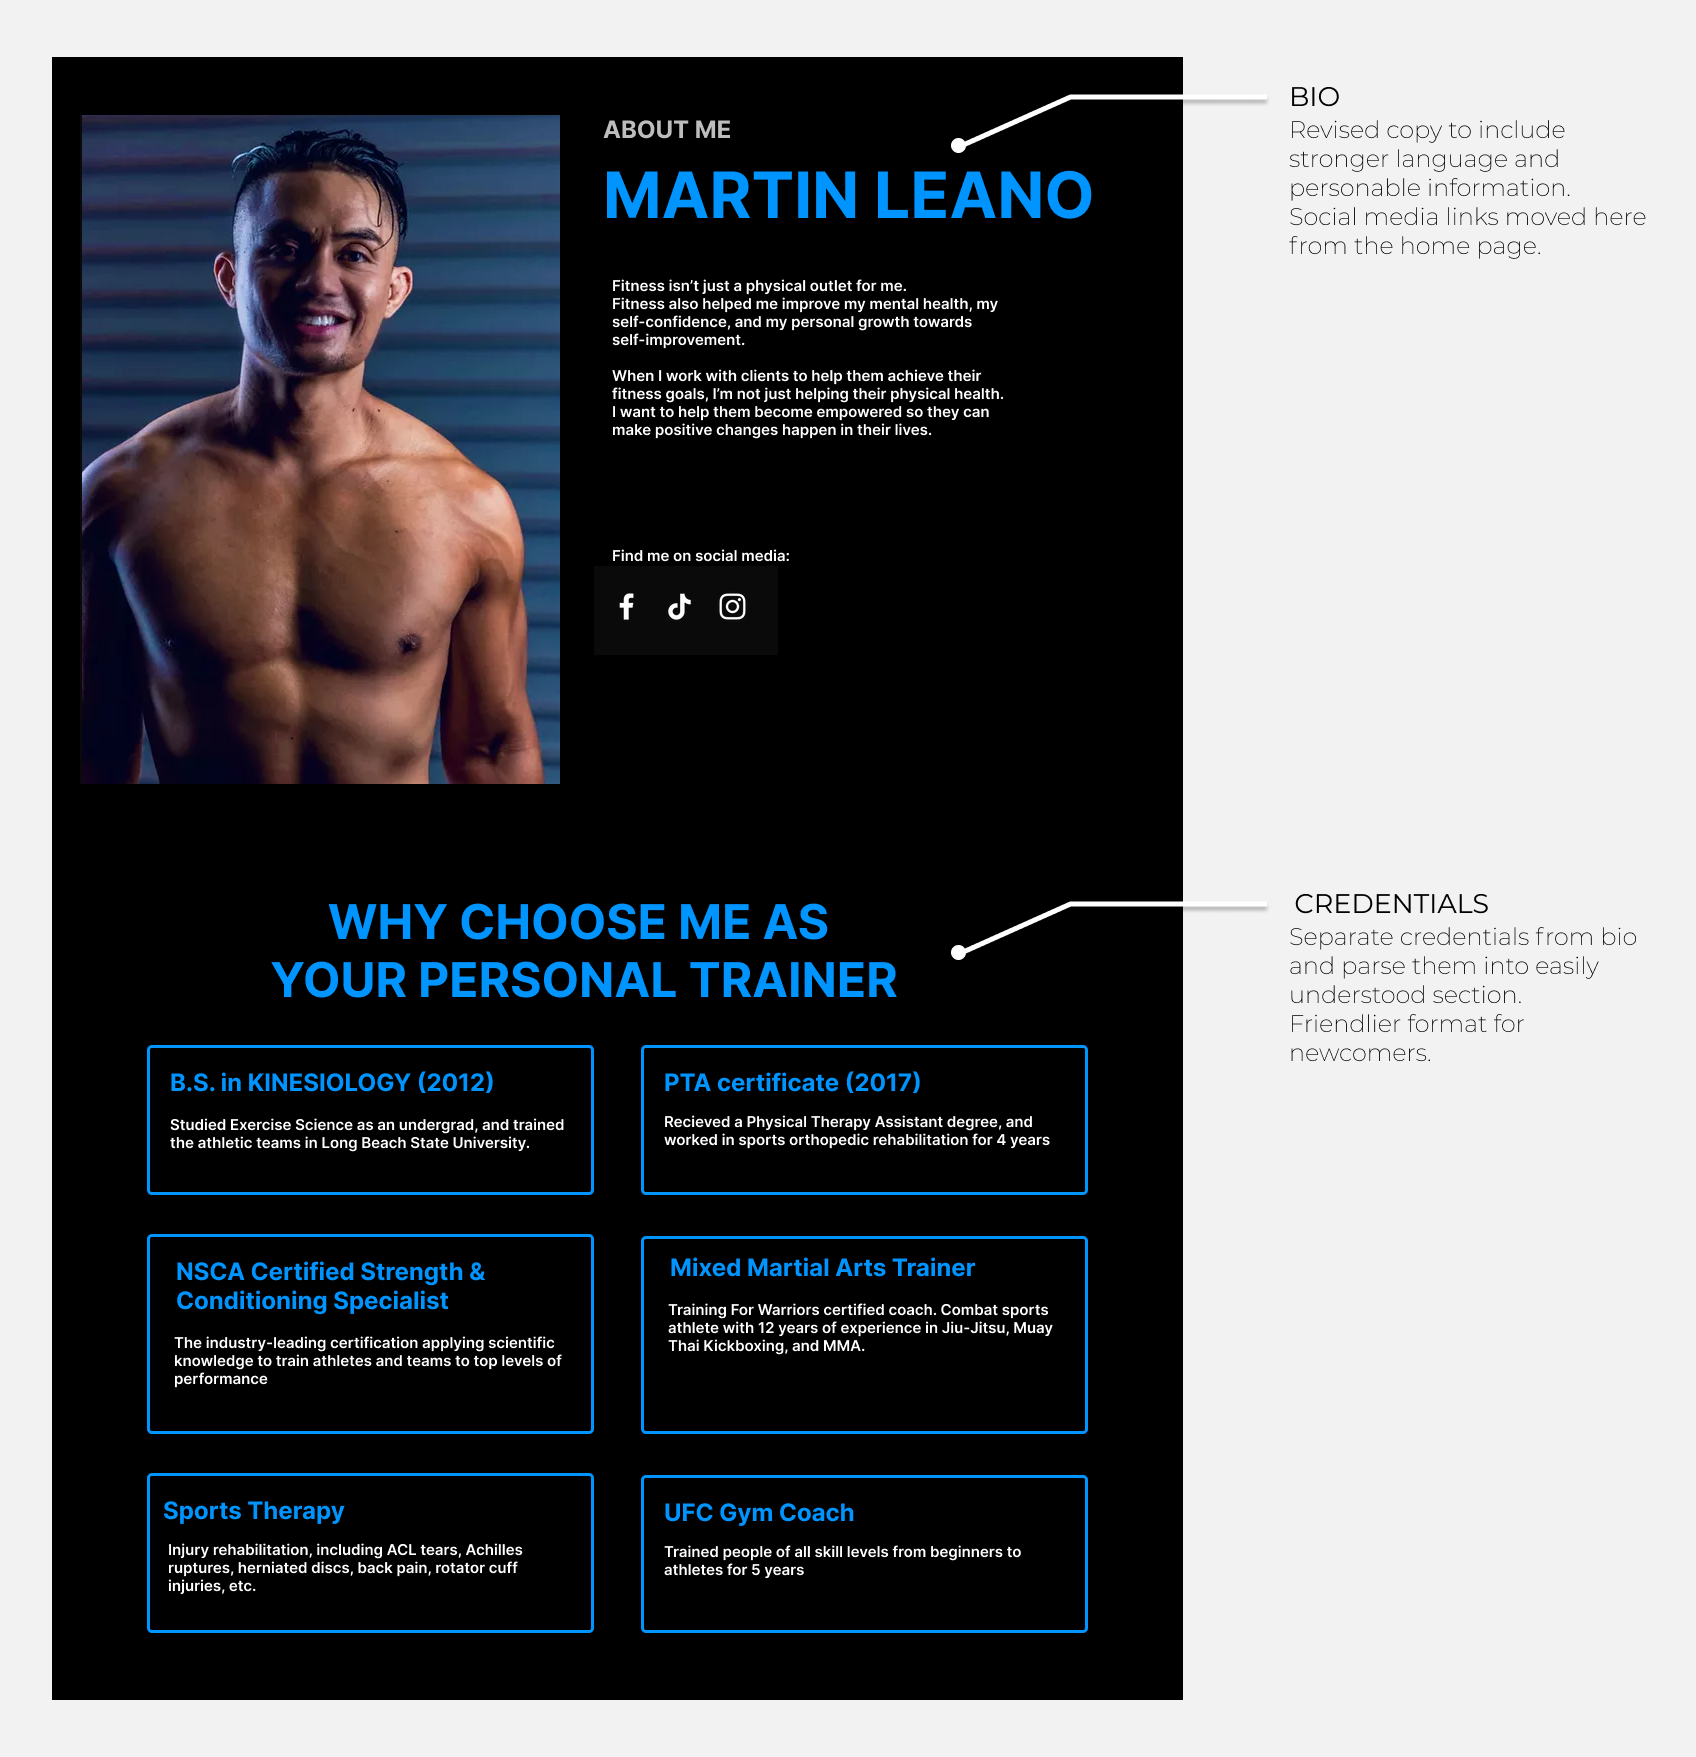 ABOUT ME
MARTIN LEANO
Fitness isn’t just a physical outlet for me.
Fitness also helped me improve my mental health, my
self-confidence, and my personal growth towards
self-improvement.
When I work with clients to help them achieve their
fitness goals, I’m not just helping their physical health.
I want to help them become empowered so they can
make positive changes happen in their lives.
Find me on social media:
BIO
Revised copy to include
stronger language and
personable information.
Social media links moved here
from the home page.
WHY CHOOSE ME AS
YOUR PERSONAL TRAINER
CREDENTIALS
Separate credentials from bio
and parse them into easily
understood section.
Friendlier format for
newcomers.
B.S. in KINESIOLOGY (2012)
Studied Exercise Science as an undergrad, and trained
the athletic teams in Long Beach State University.
PTA certificate (2017)
Recieved a Physical Therapy Assistant degree, and
worked in sports orthopedic rehabilitation for 4 years
NSCA Certified Strength &
Conditioning Specialist
The industry-leading certification applying scientific
knowledge to train athletes and teams to top levels of
performance
Mixed Martial Arts Trainer
Training For Warriors certified coach. Combat sports
athlete with 12 years of experience in Jiu-Jitsu, Muay
Thai Kickboxing, and MMA.
Sports Therapy
Injury rehabilitation, including ACL tears, Achilles
ruptures, herniated discs, back pain, rotator cuff
injuries, etc.
UFC Gym Coach
Trained people of all skill levels from beginners to
athletes for 5 years